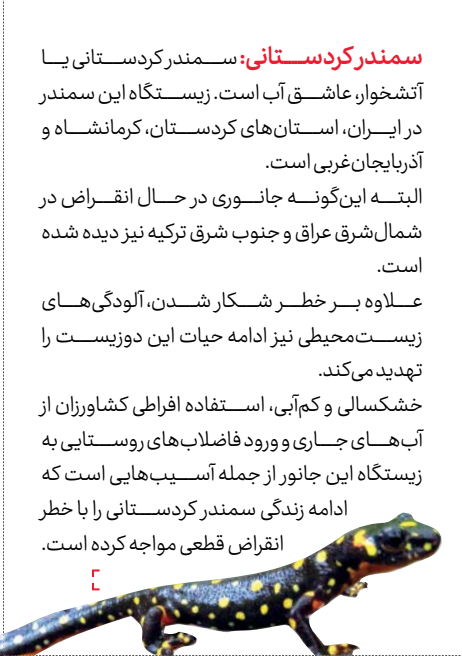 سمندر کردستانی: سمندر کردستانی یا
آتشخوار، عاشق آب است. زیستگاه این سمندر
در ایران، استان‌های کردستان، کرمانشاه و
آذربایجان‌غربی است.
البته این‌گونه جانوری در حال انقراض در
شمال‌شرق عراق و جنوب شرق ترکیه نیز دیده شده
است.
علاوه بر خطر شکار شدن، آلودگی‌های
زیست‌محیطی نیز ادامه حیات این دوزیست را
تهدید می‌کند.
خشکسالی و کم‌آبی، استفاده افراطی کشاورزان از
آب‌های جاری و ورود فاضلاب‌های روستایی به
زیستگاه این جانور از جمله آسیب‌هایی است که
ادامه زندگی سمندر کردستانی را با خطر
انقراض قطعی مواجه کرده است.